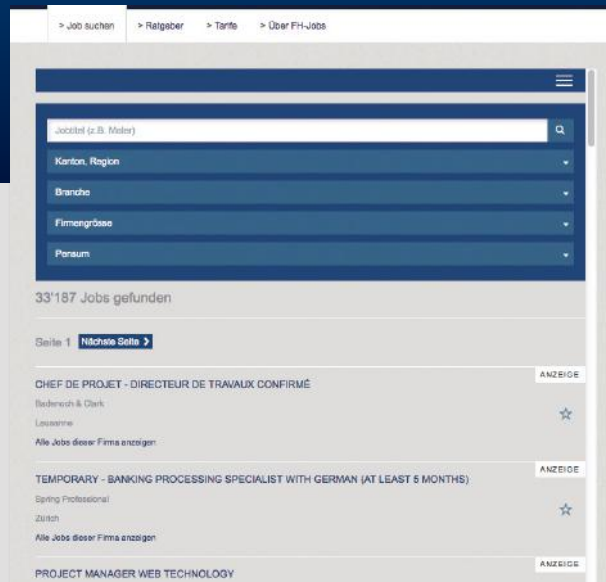 > Job suchen > Ratgeber > Tarife > Über FH-Jobs
Jobtitel (z.B. Maler)
Kanton, Region
Branche
Firmengrösse
Pensum
33'187 Jobs gefunden
Seite 1 Nächste Seite >
ANZEIGE
CHEF DE PROJET - DIRECTEUR DE TRAVAUX CONFIRMÉ
Badenoch & Clark
Lausanne
Alle Jobs dieser Firma anzeigen
ANZEIGE
TEMPORARY - BANKING PROCESSING SPECIALIST WITH GERMAN (AT LEAST 5 MONTHS)
Spring Professional
Zürich
Alle Jobs dieser Firma anzeigen
ANZEIGE
PROJECT MANAGER WEB TECHNOLOGY